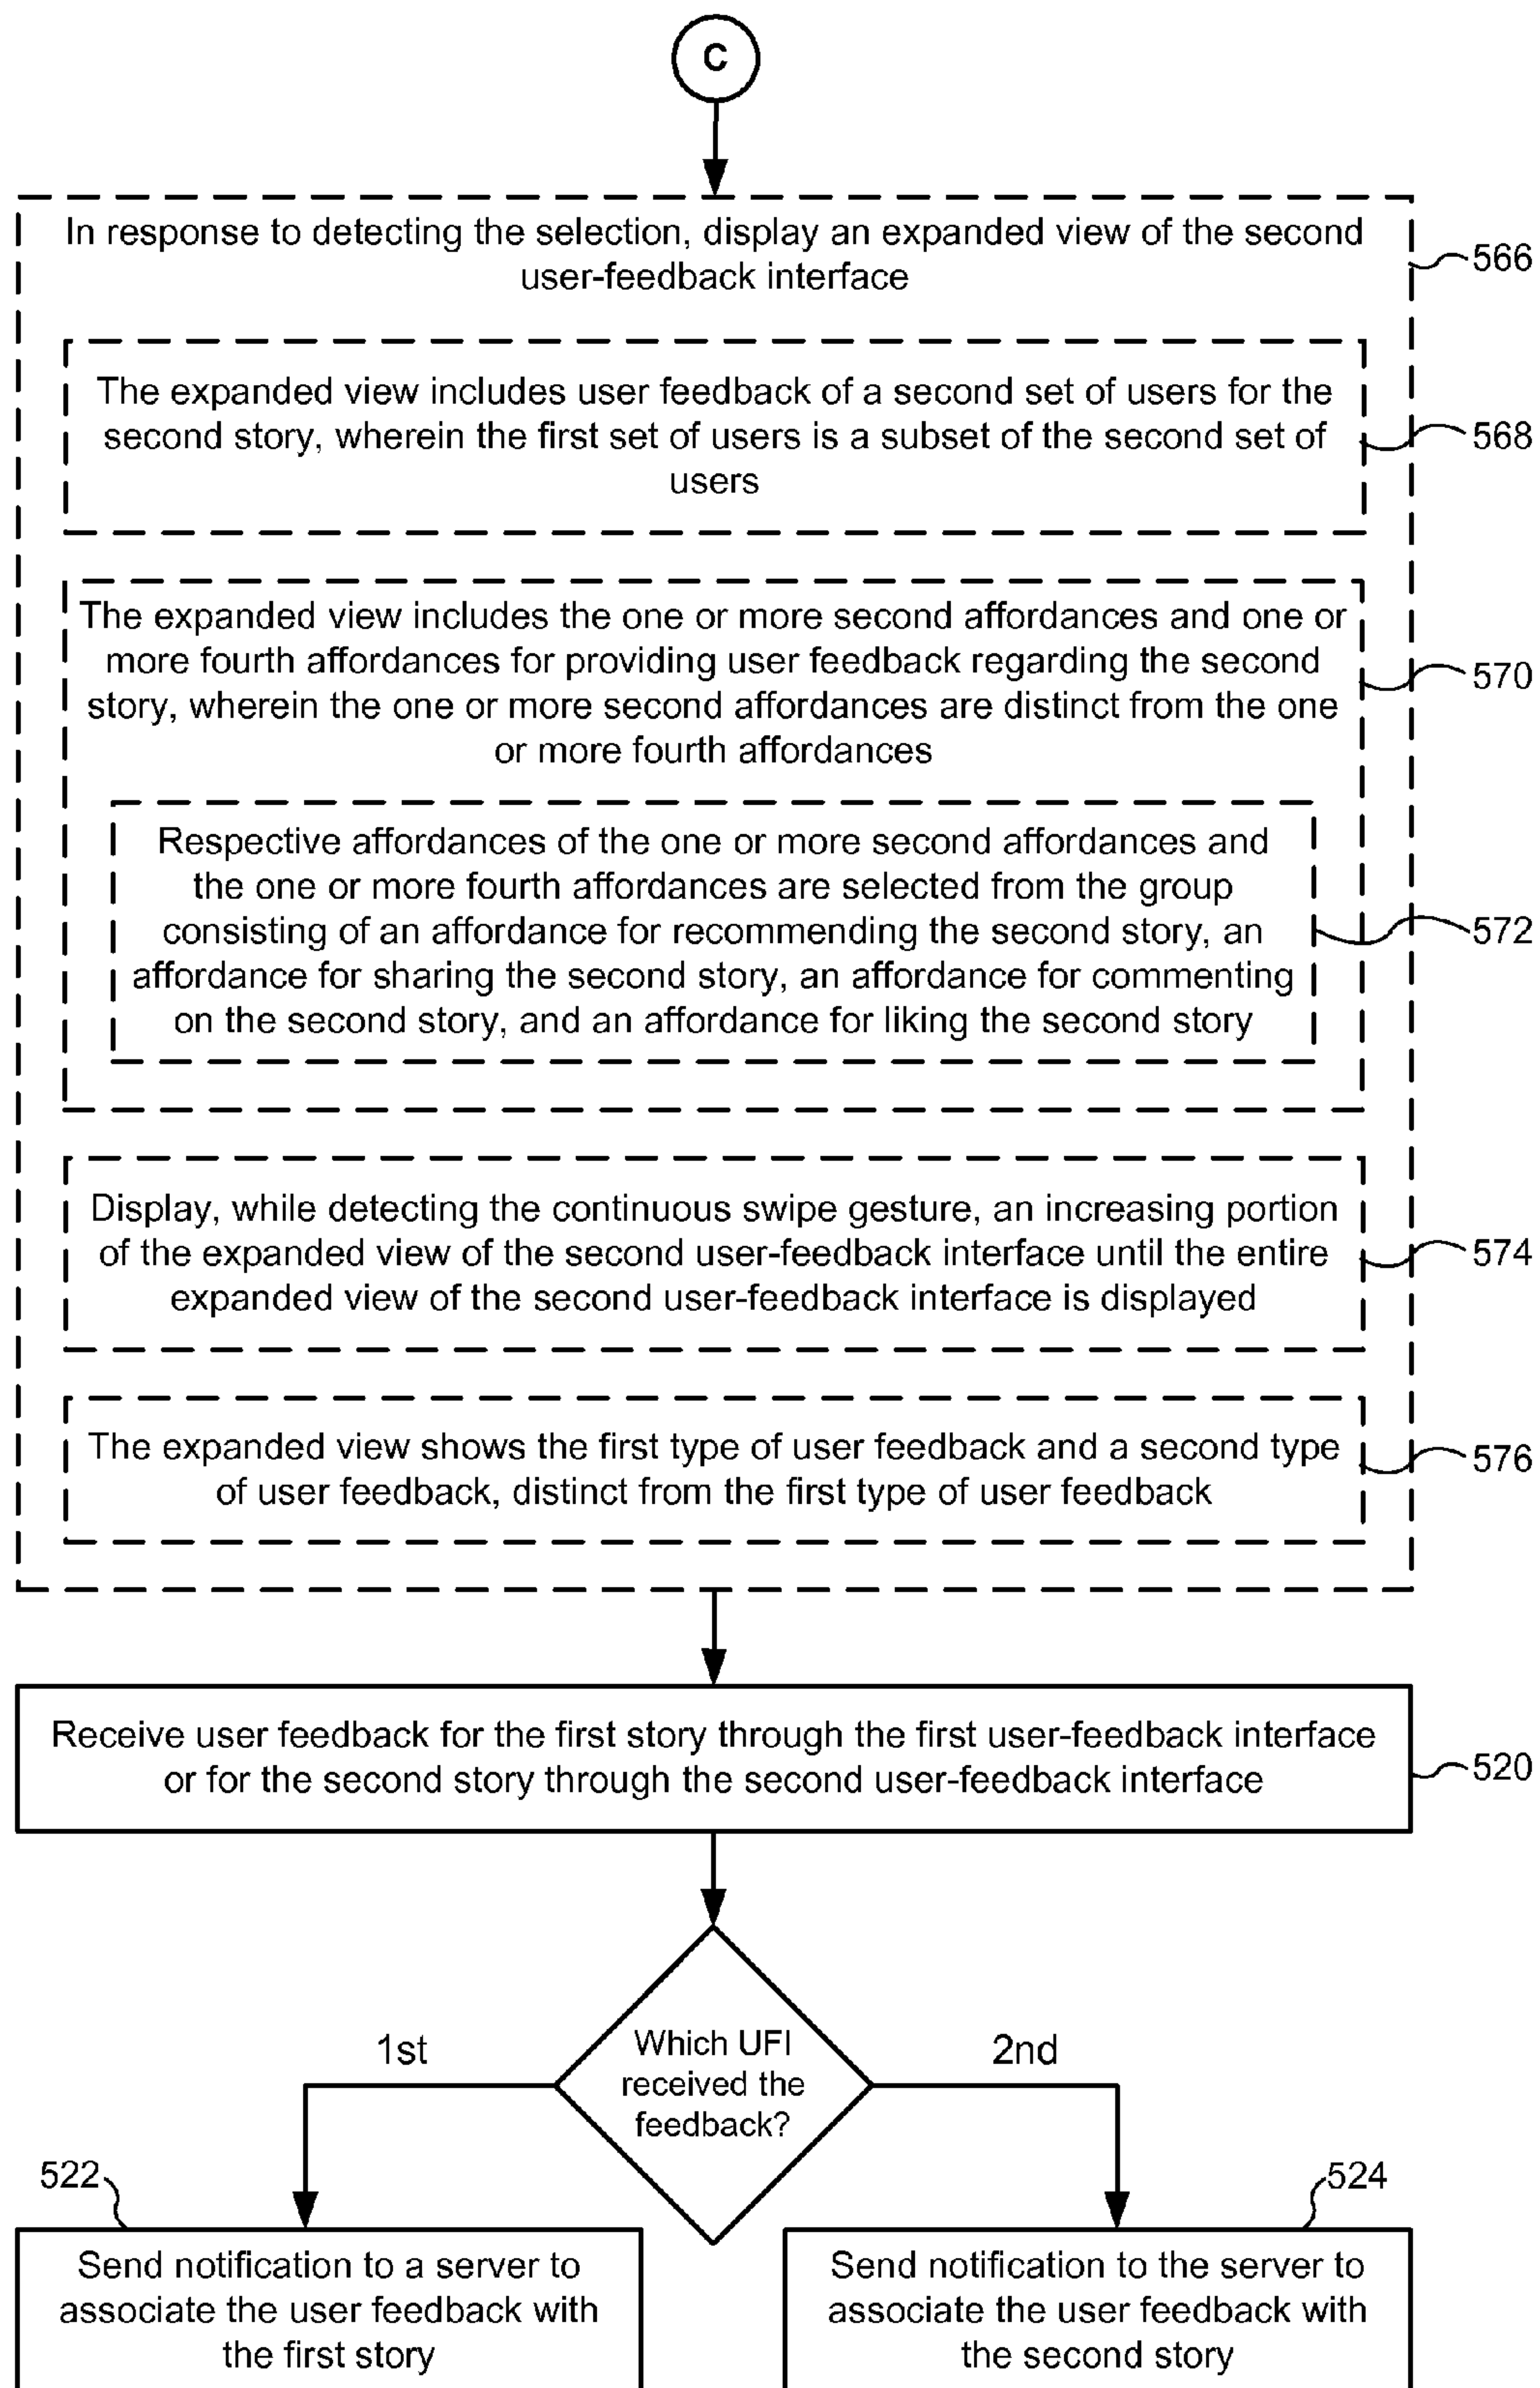 C
In response to detecting the selection, display an expanded view of the second
user-feedback interface
566
The expanded view includes user feedback of a second set of users for the
second story, wherein the first set of users is a subset of the second set of
users
568
The expanded view includes the one or more second affordances and one or
more fourth affordances for providing user feedback regarding the second
story, wherein the one or more second affordances are distinct from the one
or more fourth affordances
570
Respective affordances of the one or more second affordances and
the one or more fourth affordances are selected from the group
consisting of an affordance for recommending the second story, an
affordance for sharing the second story, an affordance for commenting
on the second story, and an affordance for liking the second story
572
Display, while detecting the continuous swipe gesture, an increasing portion
of the expanded view of the second user-feedback interface until the entire
expanded view of the second user-feedback interface is displayed
574
The expanded view shows the first type of user feedback and a second type
of user feedback, distinct from the first type of user feedback
576
Receive user feedback for the first story through the first user-feedback interface
or for the second story through the second user-feedback interface
520
Which UFI
received the
feedback?
1st
2nd
522
Send notification to a server to
associate the user feedback with
the first story
524
Send notification to the server to
associate the user feedback with
the second story